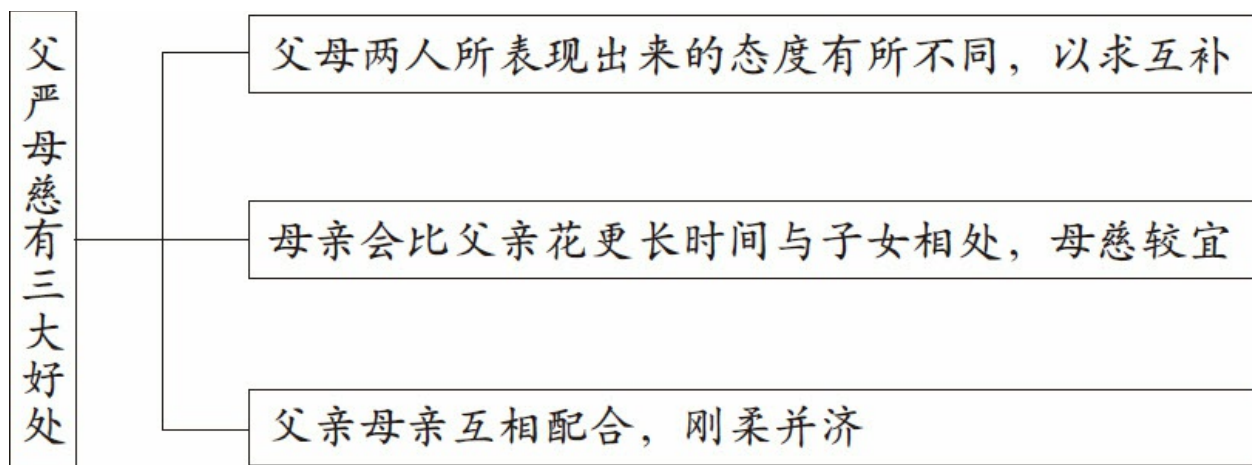 父严母慈有三大好处
父母两人所表现出来的态度有所不同，以求互补
母亲会比父亲花更长时间与子女相处，母慈较宜
父亲母亲互相配合，刚柔并济